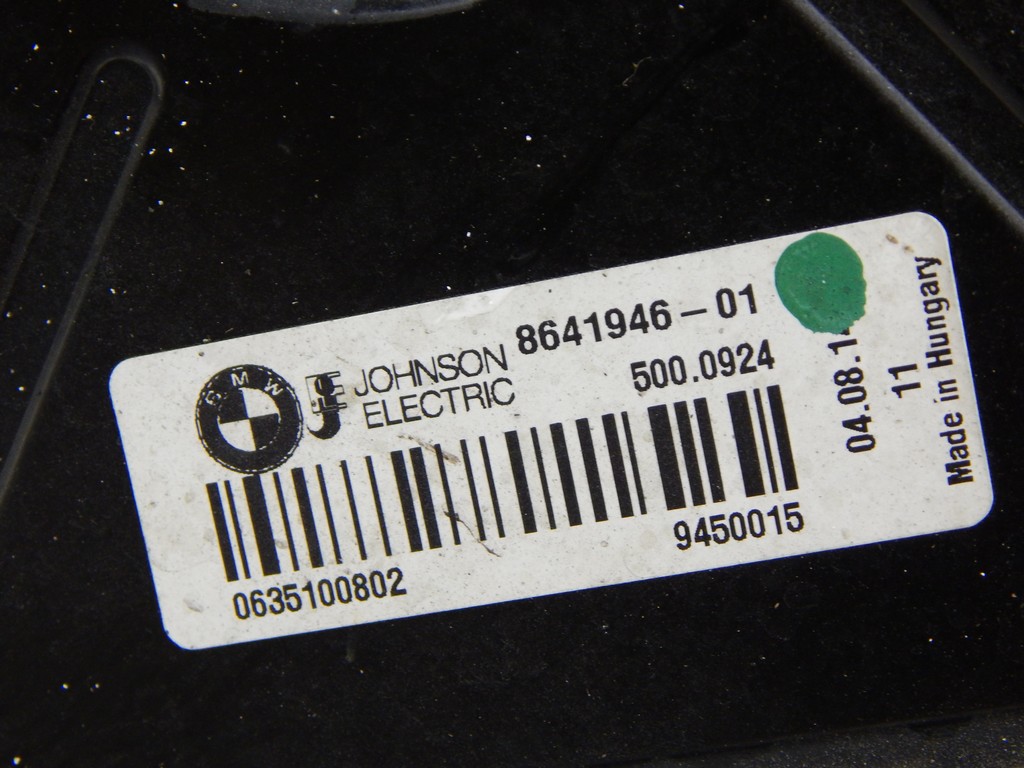 BMW
JOHNSON
ELECTRIC
8641946-01
500.0924
0635100802
9450015
04.08.1
11
Made in Hungary